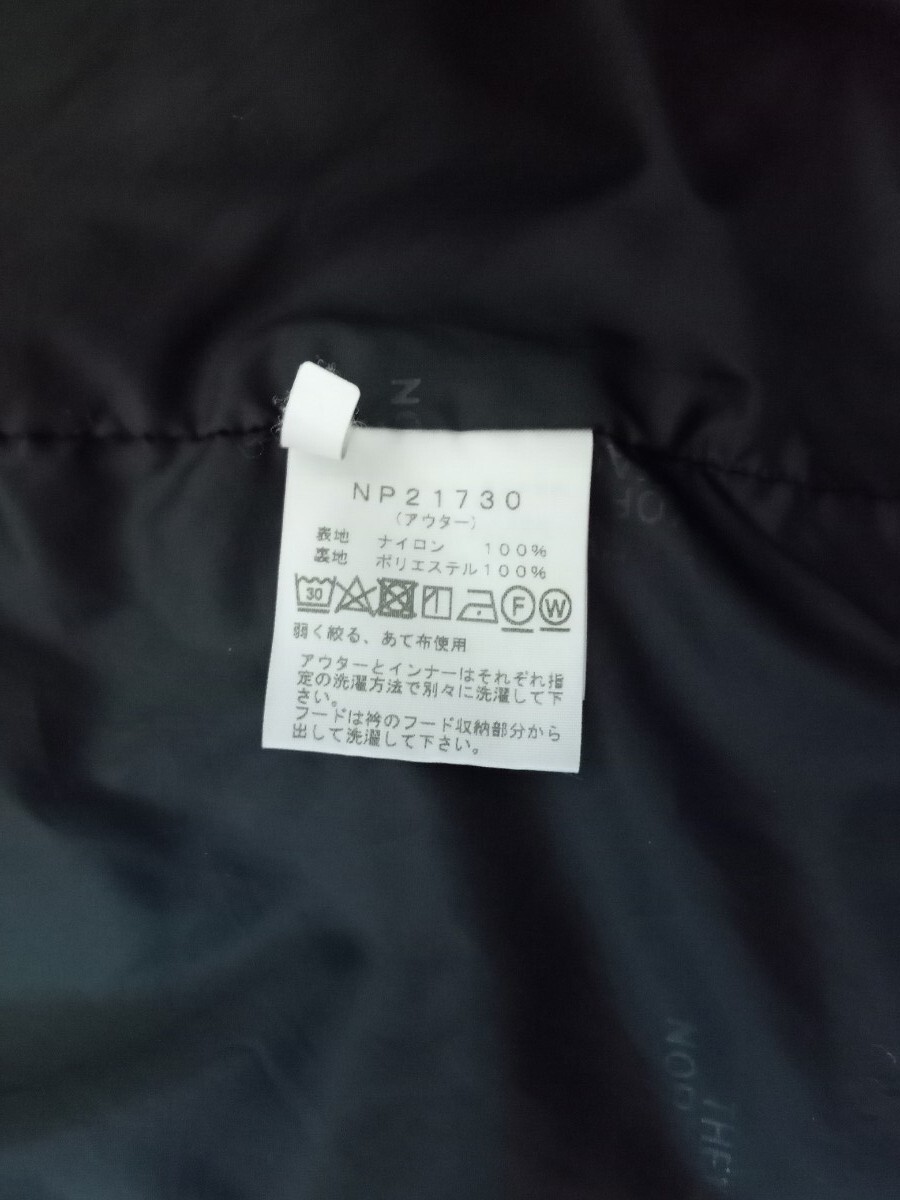 NO
NP21730
(アウター)
表地 ナイロン 100%
裏地 ポリエステル100%
30 F W
弱く絞る、あて布使用
アウターとインナーはそれぞれ指
定の洗濯方法で別々に洗濯して下
さい。
フードは衿のフード収納部分から
出して洗濯して下さい。
THE
NOR